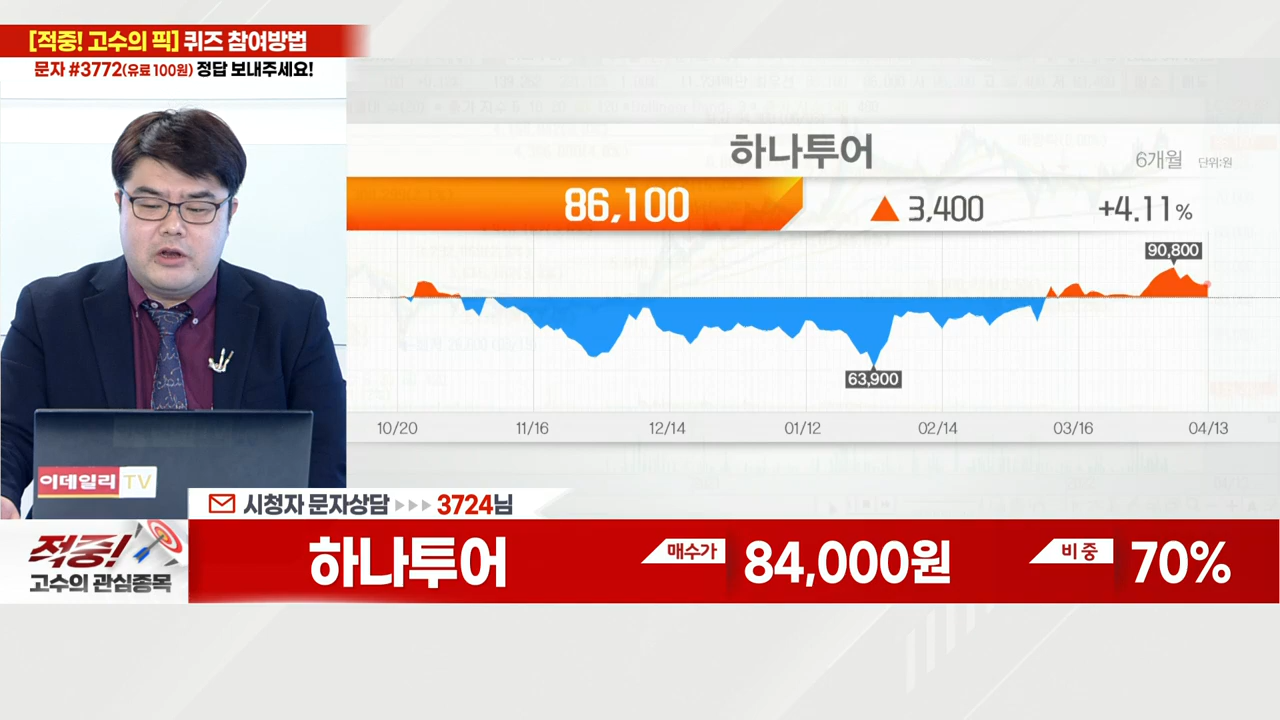 [적중! 고수의 픽] 퀴즈 참여방법
문자 #3772(유료 100원) 정답 보내주세요!
하나투어
6개월 단위:원
86,100 ▲ 3,400 +4.11%
90,800
63,900
10/20 11/16 12/14 01/12 02/14 03/16 04/13
이데일리 TV
시청자 문자상담 ▶▶▶ 3724님
적중!
고수의 관심종목
하나투어 매수가 84,000원 비중 70%